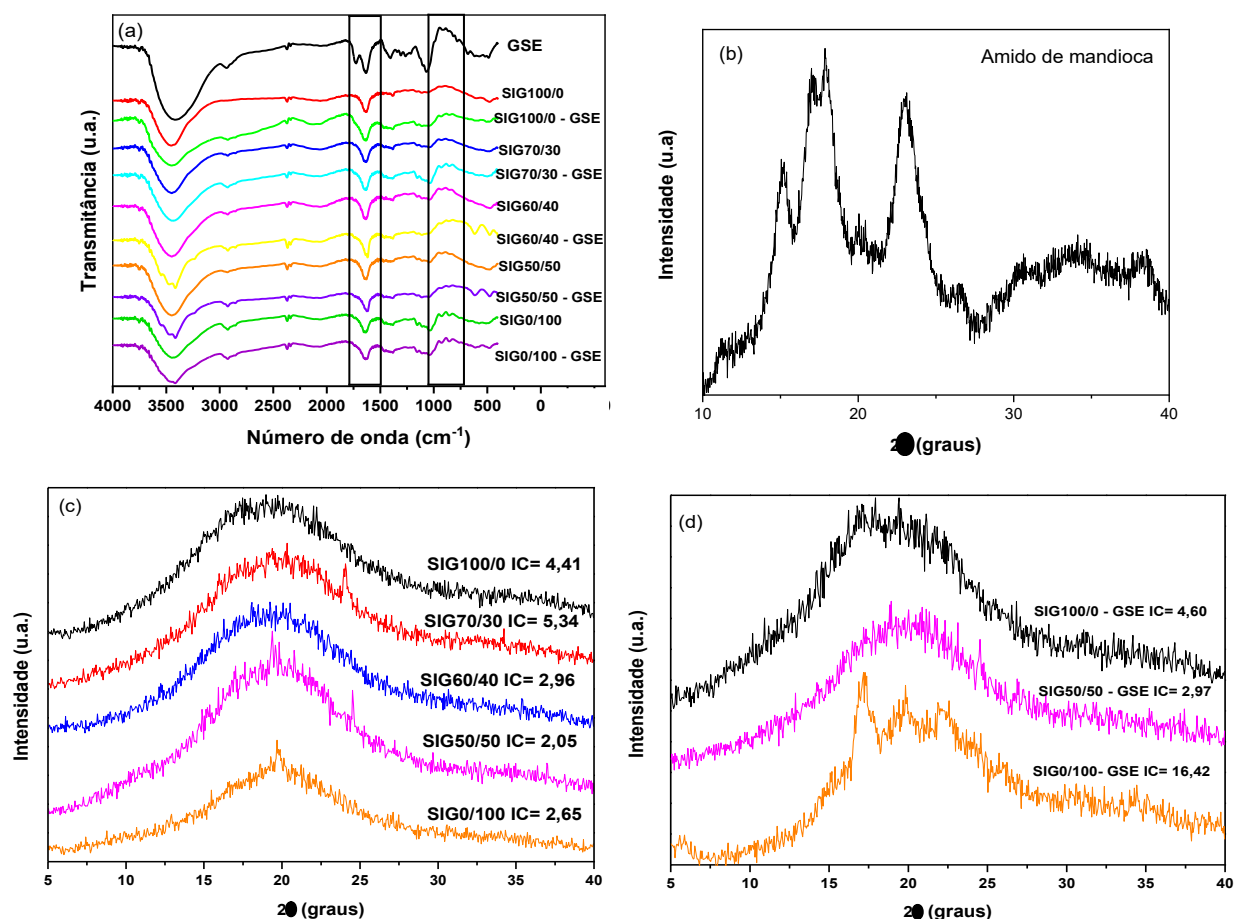 (a)
GSE
SIG100/0
SIG100/0 - GSE
SIG70/30
SIG70/30 - GSE
SIG60/40
SIG60/40 - GSE
SIG50/50
SIG50/50 - GSE
SIG0/100
SIG0/100 - GSE
Transmitância (u.a.)
4000 3500 3000 2500 2000 1500 1000 500 0
Número de onda (cm⁻¹)
(b)
Amido de mandioca
Intensidade (u.a)
10 20 30 40
2 (graus)
(c)
SIG100/0 IC= 4,41
SIG70/30 IC= 5,34
SIG60/40 IC= 2,96
SIG50/50 IC= 2,05
SIG0/100 IC= 2,65
Intensidade (u.a.)
5 10 15 20 25 30 35 40
2 (graus)
(d)
SIG100/0 - GSE IC= 4,60
SIG50/50 - GSE IC= 2,97
SIG0/100- GSE IC= 16,42
Intensidade (u.a.)
5 10 15 20 25 30 35 40
2 (graus)